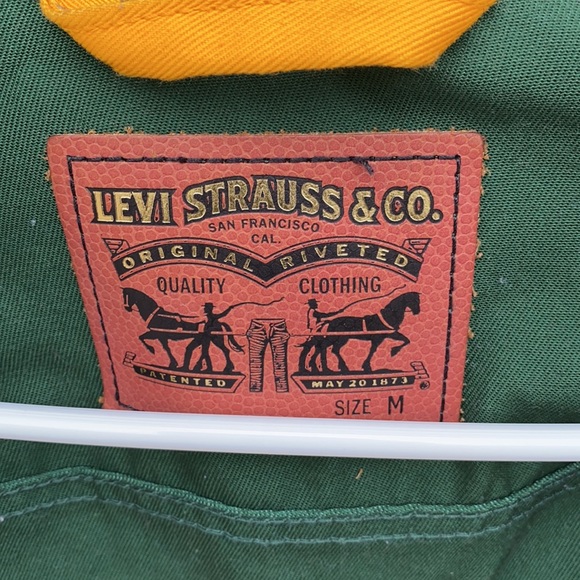 LEVI STRAUSS & CO.
SAN FRANCISCO
CAL.
ORIGINAL RIVETED
QUALITY CLOTHING
PATENTED MAY 20 1873
SIZE M